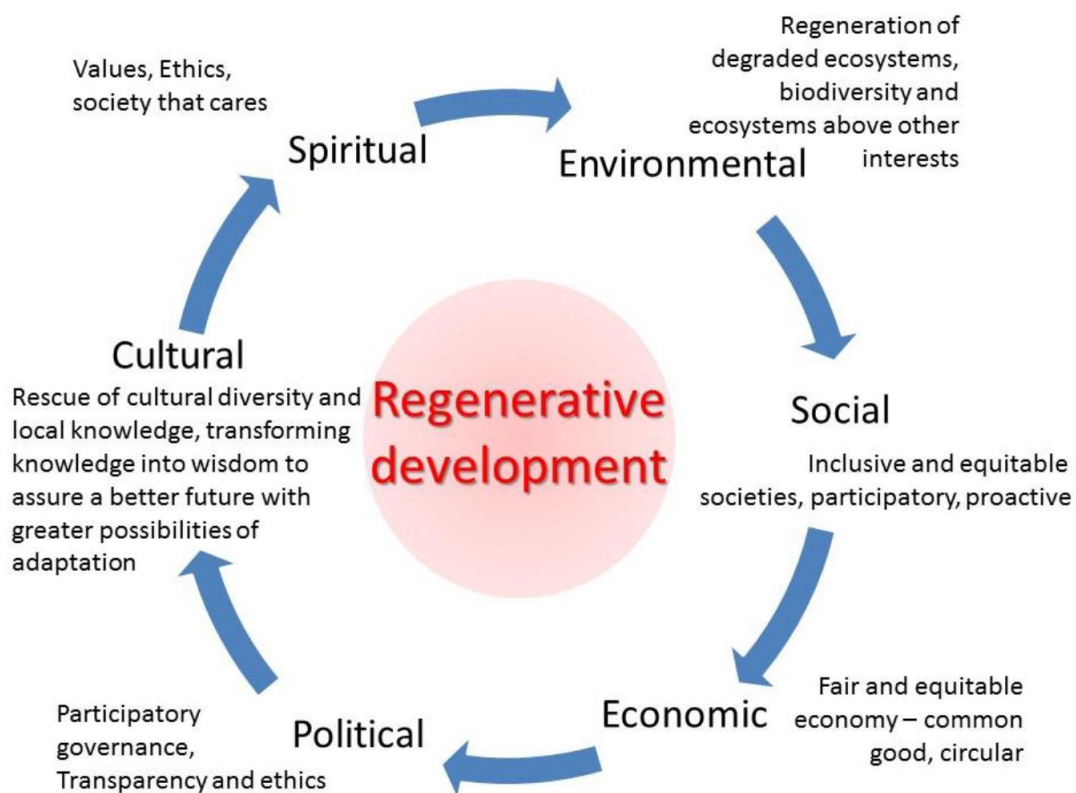 Values, Ethics,
society that cares
Spiritual
Regeneration of
degraded ecosystems,
biodiversity and
ecosystems above other
interests
Environmental
Social
Inclusive and equitable
societies, participatory, proactive
Fair and equitable
economy – common
good, circular
Economic
Political
Participatory
governance,
Transparency and ethics
Cultural
Rescue of cultural diversity and
local knowledge, transforming
knowledge into wisdom to
assure a better future with
greater possibilities of
adaptation
Regenerative
development